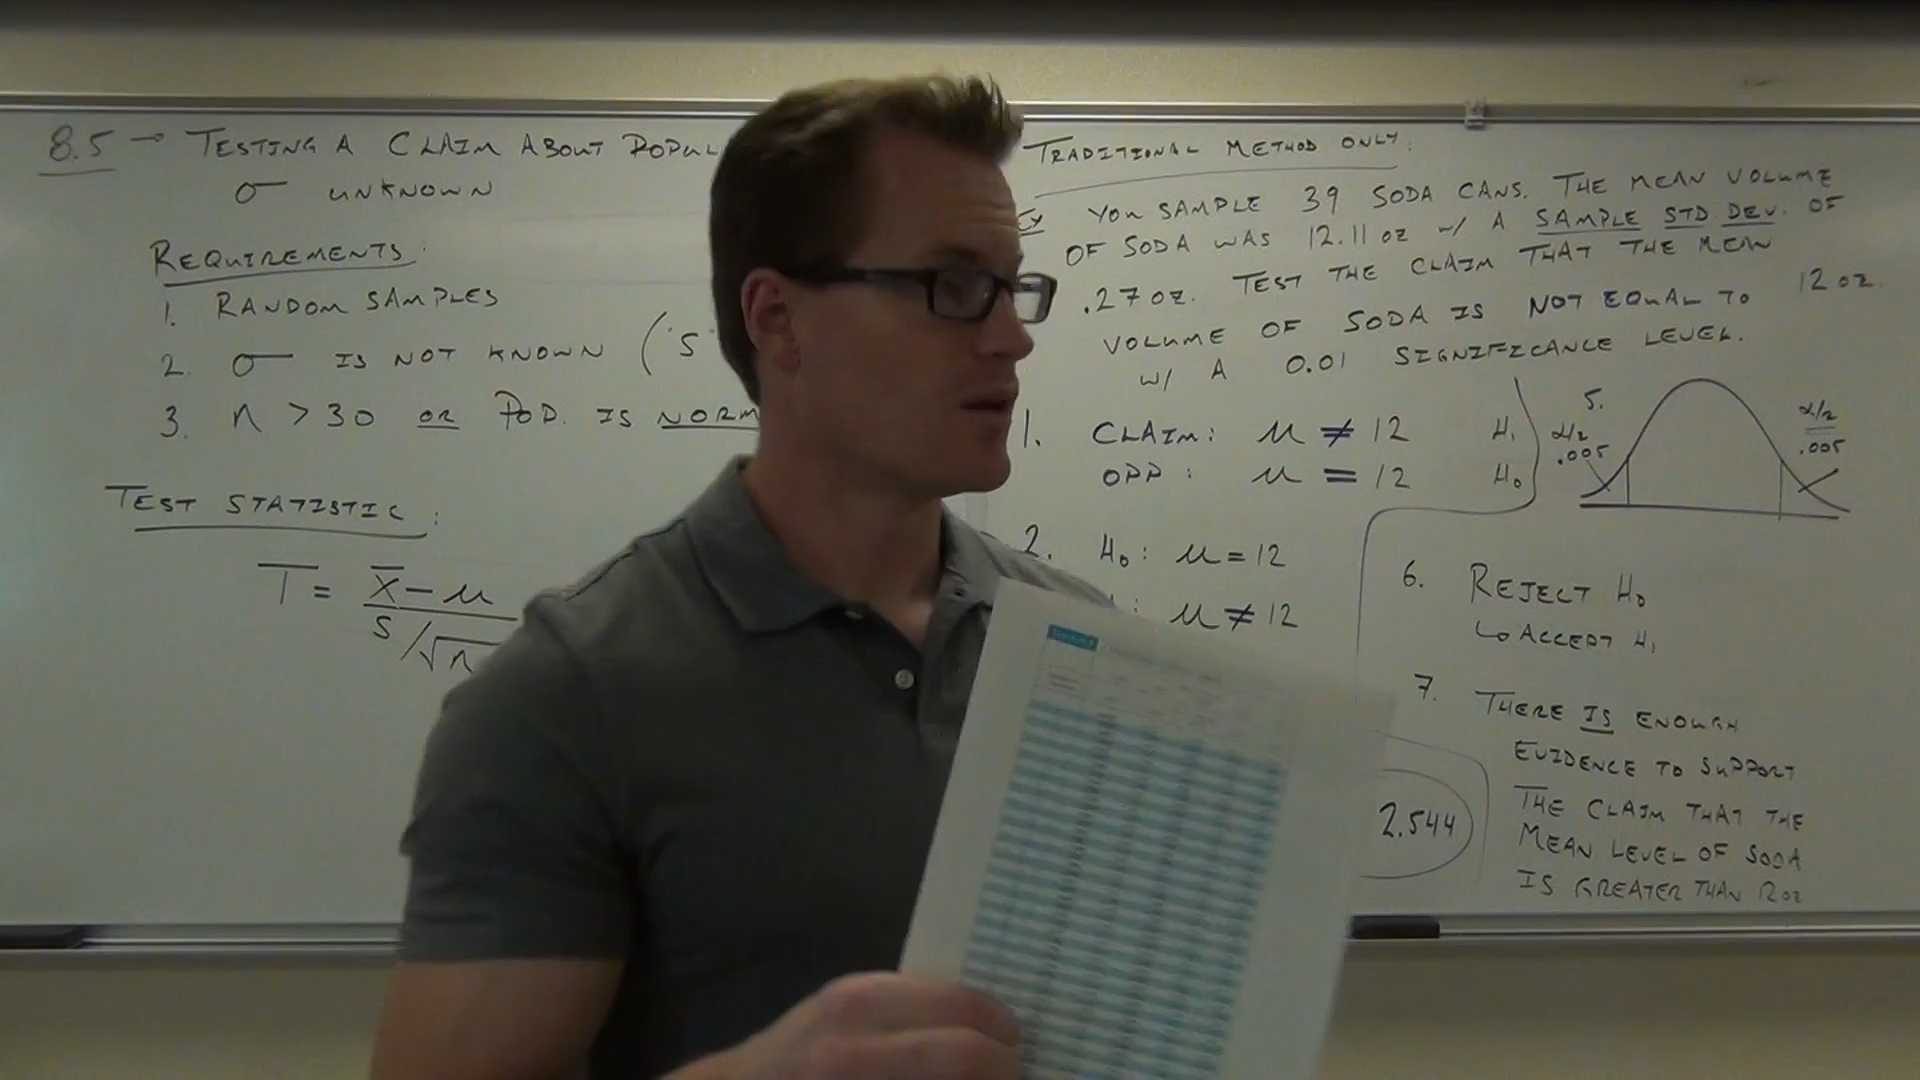 8.5 → TESTING A CLAIM ABOUT POPUL
σ UNKNOWN
REQUIREMENTS:
1. RANDOM SAMPLES
2. σ IS NOT KNOWN ('S'
3. n > 30 OR POP. IS NORM
TEST STATISTIC:
T = x̄ - μ
S/√n
TRADITIONAL METHOD ONLY:
EX YOU SAMPLE 39 SODA CANS. THE MEAN VOLUME
OF SODA WAS 12.11 OZ W/ A SAMPLE STD DEV. OF
.27 OZ. TEST THE CLAIM THAT THE MEAN
VOLUME OF SODA IS NOT EQUAL TO 12 OZ.
W/ A 0.01 SIGNIFICANCE LEVEL.
1. CLAIM: μ ≠ 12 H₁
OPP: μ = 12 H₀
2. H₀: μ = 12
: μ ≠ 12
2.544
5.
α/2
.005
α/2
.005
6. REJECT H₀
↳ ACCEPT H₁
7. THERE IS ENOUGH
EVIDENCE TO SUPPORT
THE CLAIM THAT THE
MEAN LEVEL OF SODA
IS GREATER THAN 12 OZ